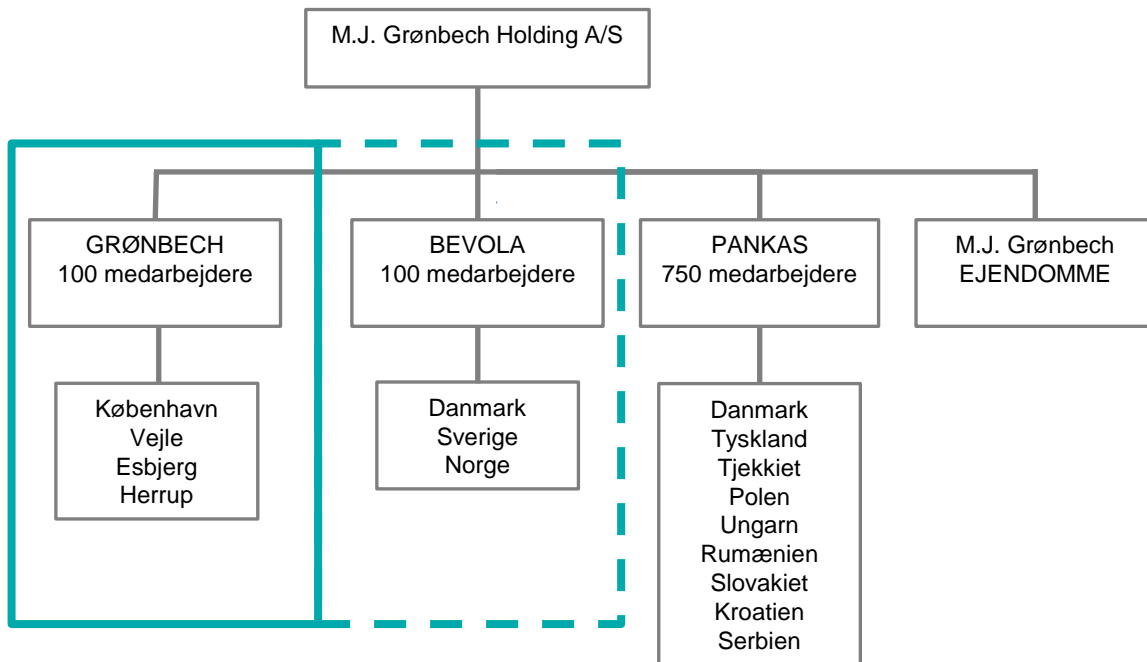 M.J. Grønbech Holding A/S
GRØNBECH
100 medarbejdere
BEVOLA
100 medarbejdere
PANKAS
750 medarbejdere
M.J. Grønbech
EJENDOMME
København
Vejle
Esbjerg
Herrup
Danmark
Sverige
Norge
Danmark
Tyskland
Tjekkiet
Polen
Ungarn
Rumænien
Slovakiet
Kroatien
Serbien